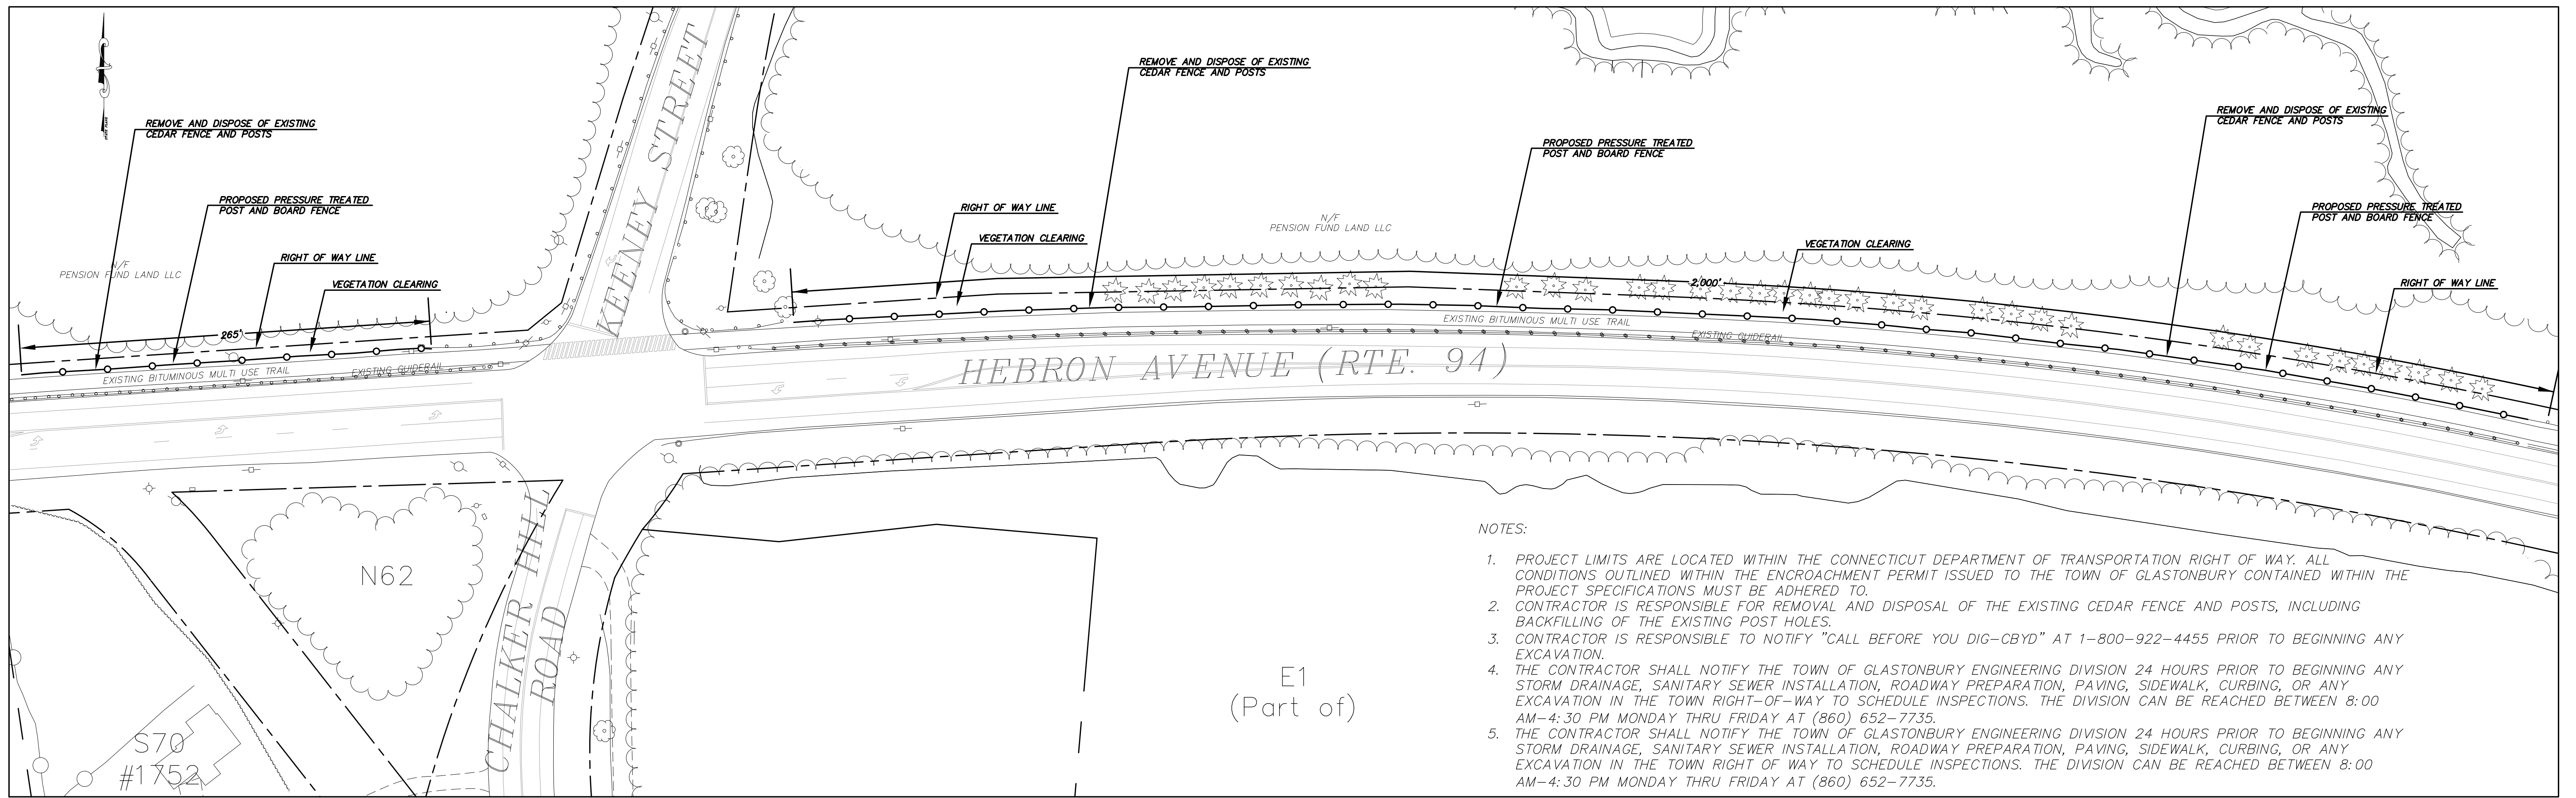 REMOVE AND DISPOSE OF EXISTING
CEDAR FENCE AND POSTS
PROPOSED PRESSURE TREATED
POST AND BOARD FENCE
RIGHT OF WAY LINE
N/F
PENSION FUND LAND LLC
VEGETATION CLEARING
265'
EXISTING BITUMINOUS MULTI USE TRAIL
EXISTING GUIDERAIL
KEENEY STREET
REMOVE AND DISPOSE OF EXISTING
CEDAR FENCE AND POSTS
PROPOSED PRESSURE TREATED
POST AND BOARD FENCE
RIGHT OF WAY LINE
N/F
PENSION FUND LAND LLC
VEGETATION CLEARING
VEGETATION CLEARING
REMOVE AND DISPOSE OF EXISTING
CEDAR FENCE AND POSTS
PROPOSED PRESSURE TREATED
POST AND BOARD FENCE
RIGHT OF WAY LINE
2,000'
EXISTING BITUMINOUS MULTI USE TRAIL
EXISTING GUIDERAIL
HEBRON AVENUE (RTE. 94)
N62
CHALKER HILL
ROAD
S70
#1752
E1
(Part of)
NOTES:
1. PROJECT LIMITS ARE LOCATED WITHIN THE CONNECTICUT DEPARTMENT OF TRANSPORTATION RIGHT OF WAY. ALL
CONDITIONS OUTLINED WITHIN THE ENCROACHMENT PERMIT ISSUED TO THE TOWN OF GLASTONBURY CONTAINED WITHIN THE
PROJECT SPECIFICATIONS MUST BE ADHERED TO.
2. CONTRACTOR IS RESPONSIBLE FOR REMOVAL AND DISPOSAL OF THE EXISTING CEDAR FENCE AND POSTS, INCLUDING
BACKFILLING OF THE EXISTING POST HOLES.
3. CONTRACTOR IS RESPONSIBLE TO NOTIFY "CALL BEFORE YOU DIG-CBYD" AT 1-800-922-4455 PRIOR TO BEGINNING ANY
EXCAVATION.
4. THE CONTRACTOR SHALL NOTIFY THE TOWN OF GLASTONBURY ENGINEERING DIVISION 24 HOURS PRIOR TO BEGINNING ANY
STORM DRAINAGE, SANITARY SEWER INSTALLATION, ROADWAY PREPARATION, PAVING, SIDEWALK, CURBING, OR ANY
EXCAVATION IN THE TOWN RIGHT-OF-WAY TO SCHEDULE INSPECTIONS. THE DIVISION CAN BE REACHED BETWEEN 8:00
AM-4:30 PM MONDAY THRU FRIDAY AT (860) 652-7735.
5. THE CONTRACTOR SHALL NOTIFY THE TOWN OF GLASTONBURY ENGINEERING DIVISION 24 HOURS PRIOR TO BEGINNING ANY
STORM DRAINAGE, SANITARY SEWER INSTALLATION, ROADWAY PREPARATION, PAVING, SIDEWALK, CURBING, OR ANY
EXCAVATION IN THE TOWN RIGHT OF WAY TO SCHEDULE INSPECTIONS. THE DIVISION CAN BE REACHED BETWEEN 8:00
AM-4:30 PM MONDAY THRU FRIDAY AT (860) 652-7735.